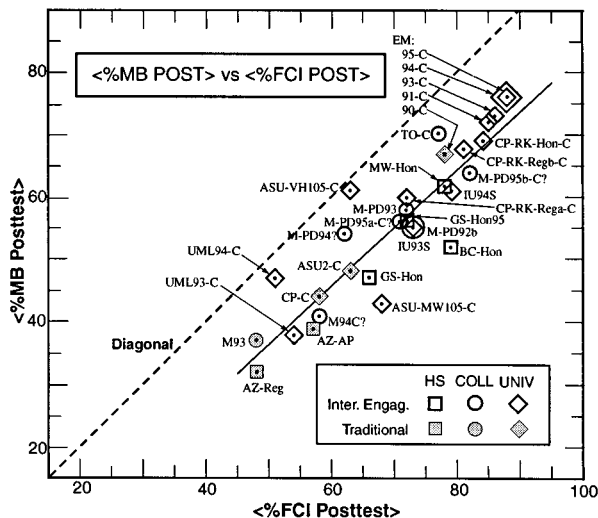 <%MB POST> vs <%FCI POST>
EM:
95-C
94-C
93-C
91-C
90-C
TO-C
CP-RK-Hon-C
CP-RK-Regb-C
MW-Hon
M-PD95b-C?
ASU-VH105-C
IU94S
M-PD93
CP-RK-Rega-C
M-PD95a-C?
GS-Hon95
M-PD94?
M-PD92b
IU93S
BC-Hon
UML94-C
ASU2-C
GS-Hon
UML93-C
CP-C
ASU-MW105-C
M94C?
Diagonal
M93
AZ-AP
AZ-Reg
HS COLL UNIV
Inter. Engag.
Traditional
80
60
40
20
<%MB Posttest>
20 40 60 80 100
<%FCI Posttest>